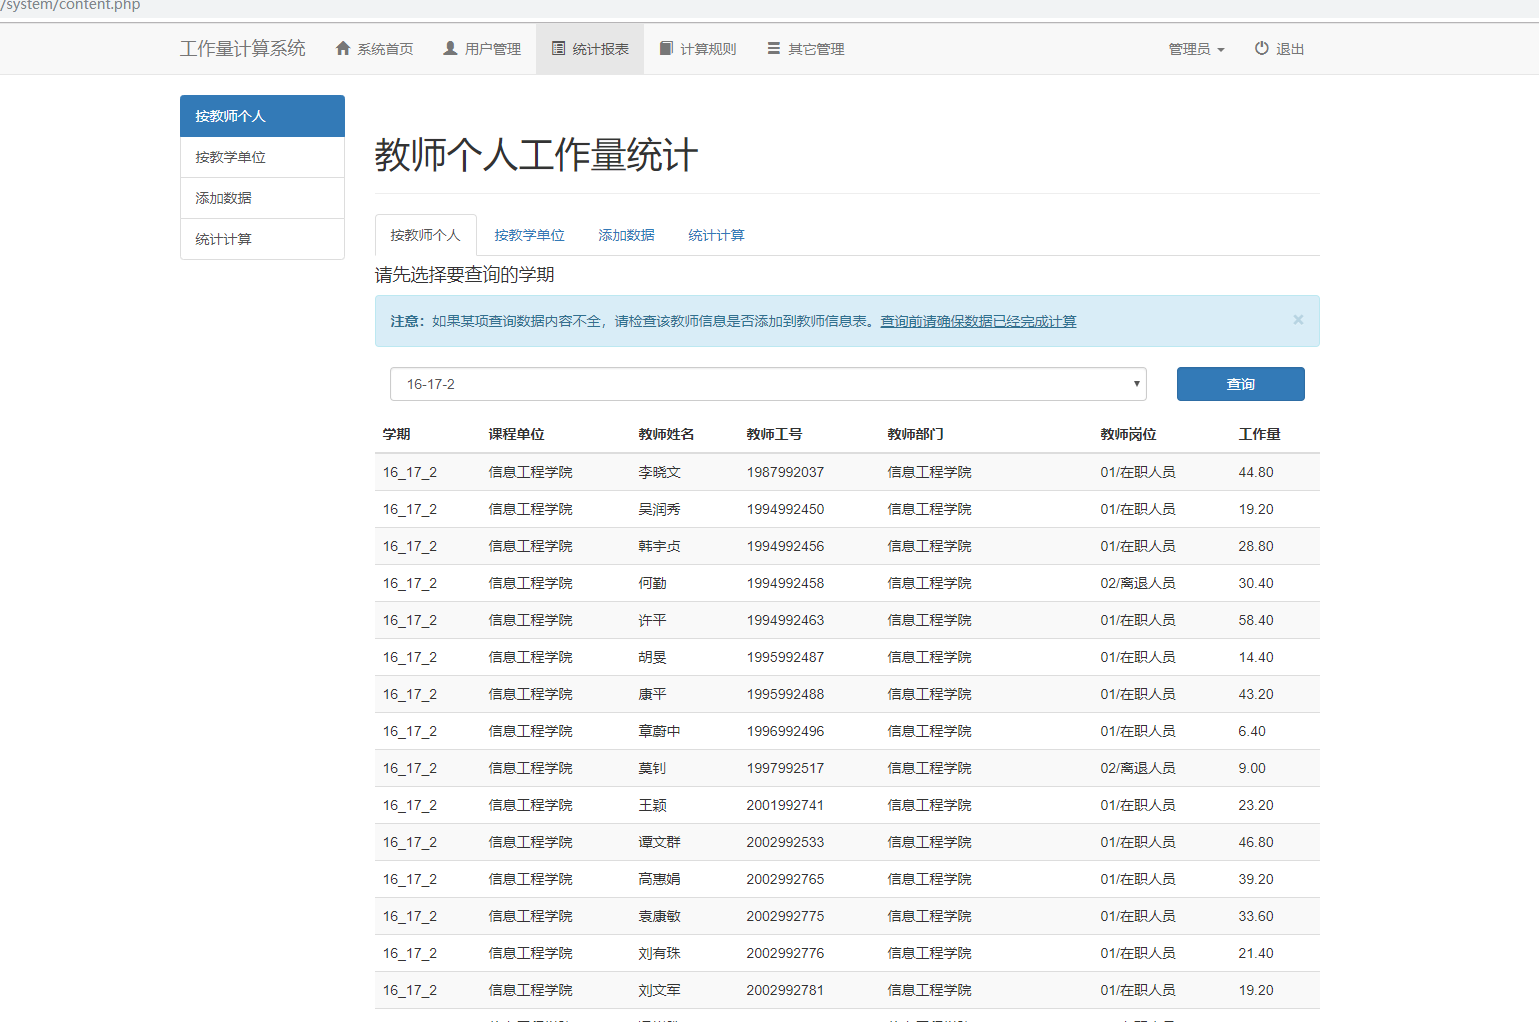 /system/content.php
工作量计算系统 系统首页 用户管理 统计报表 计算规则 其它管理 管理员 退出
按教师个人
按教学单位
添加数据
统计计算
教师个人工作量统计
按教师个人 按教学单位 添加数据 统计计算
请先选择要查询的学期
注意：如果某项查询数据内容不全，请检查该教师信息是否添加到教师信息表。查询前请确保数据已经完成计算 ×
16-17-2 查询
学期 课程单位 教师姓名 教师工号 教师部门 教师岗位 工作量
16_17_2 信息工程学院 李晓文 1987992037 信息工程学院 01/在职人员 44.80
16_17_2 信息工程学院 吴润秀 1994992450 信息工程学院 01/在职人员 19.20
16_17_2 信息工程学院 韩宇贞 1994992456 信息工程学院 01/在职人员 28.80
16_17_2 信息工程学院 何勤 1994992458 信息工程学院 02/离退人员 30.40
16_17_2 信息工程学院 许平 1994992463 信息工程学院 01/在职人员 58.40
16_17_2 信息工程学院 胡旻 1995992487 信息工程学院 01/在职人员 14.40
16_17_2 信息工程学院 康平 1995992488 信息工程学院 01/在职人员 43.20
16_17_2 信息工程学院 章蔚中 1996992496 信息工程学院 01/在职人员 6.40
16_17_2 信息工程学院 莫钊 1997992517 信息工程学院 02/离退人员 9.00
16_17_2 信息工程学院 王颖 2001992741 信息工程学院 01/在职人员 23.20
16_17_2 信息工程学院 谭文群 2002992533 信息工程学院 01/在职人员 46.80
16_17_2 信息工程学院 高惠娟 2002992765 信息工程学院 01/在职人员 39.20
16_17_2 信息工程学院 袁康敏 2002992775 信息工程学院 01/在职人员 33.60
16_17_2 信息工程学院 刘有珠 2002992776 信息工程学院 01/在职人员 21.40
16_17_2 信息工程学院 刘文军 2002992781 信息工程学院 01/在职人员 19.20